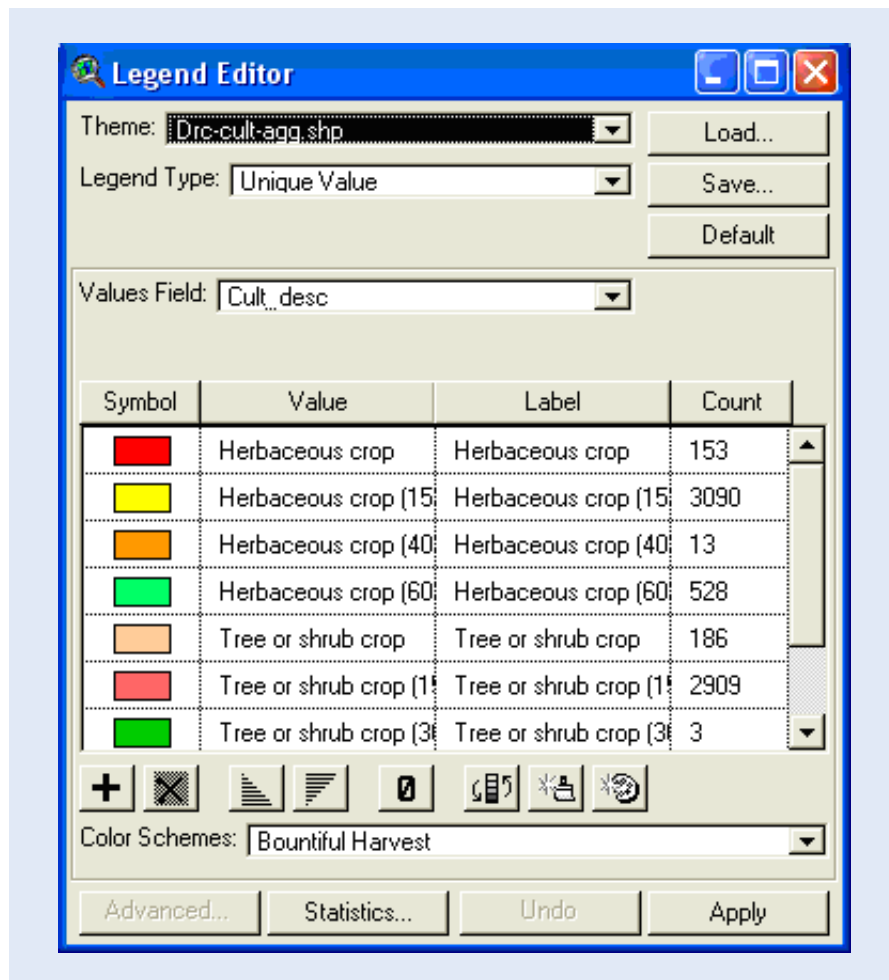 Legend Editor
Theme: Drc-cult-agg.shp
Load...
Legend Type: Unique Value
Save...
Default
Values Field: Cult_desc
Symbol Value Label Count
Herbaceous crop Herbaceous crop 153
Herbaceous crop (15 Herbaceous crop (15 3090
Herbaceous crop (40 Herbaceous crop (40 13
Herbaceous crop (60 Herbaceous crop (60 528
Tree or shrub crop Tree or shrub crop 186
Tree or shrub crop (1 Tree or shrub crop (1 2909
Tree or shrub crop (3 Tree or shrub crop (3 3
0
Color Schemes: Bountiful Harvest
Advanced... Statistics... Undo Apply